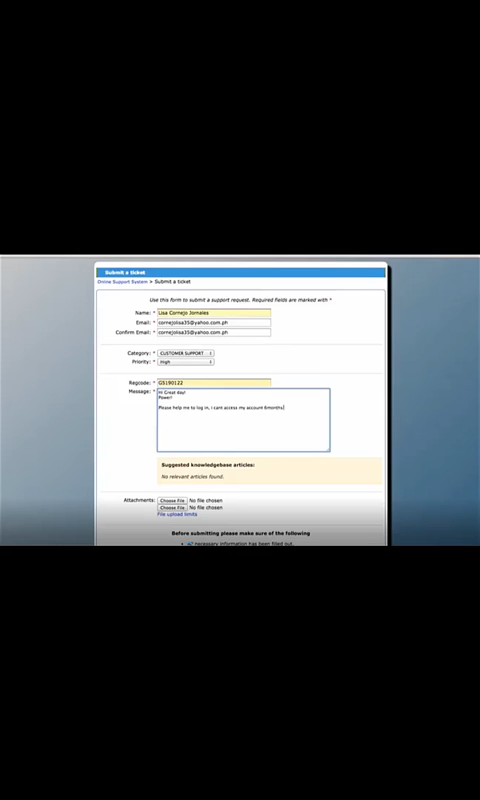 Submit a ticket
Online Support System > Submit a ticket
Use this form to submit a support request. Required fields are marked with *
Name: * Lisa Cornejo Jornales
Email: * cornejolisa35@yahoo.com.ph
Confirm Email: * cornejolisa35@yahoo.com.ph
Category: * CUSTOMER SUPPORT
Priority: * High
Regcode: * G5190122
Message: * Hi Great day!
Power!
Please help me to log in, i cant access my account 6months
Suggested knowledgebase articles:
No relevant articles found.
Attachments: Choose File No file chosen
Choose File No file chosen
File upload limits
Before submitting please make sure of the following
necessary information has been filled out.